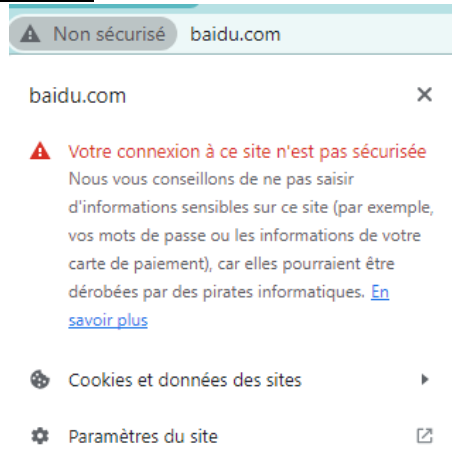 Non sécurisé baidu.com
baidu.com
Votre connexion à ce site n'est pas sécurisée
Nous vous conseillons de ne pas saisir
d'informations sensibles sur ce site (par exemple,
vos mots de passe ou les informations de votre
carte de paiement), car elles pourraient être
dérobées par des pirates informatiques. En
savoir plus
Cookies et données des sites
Paramètres du site